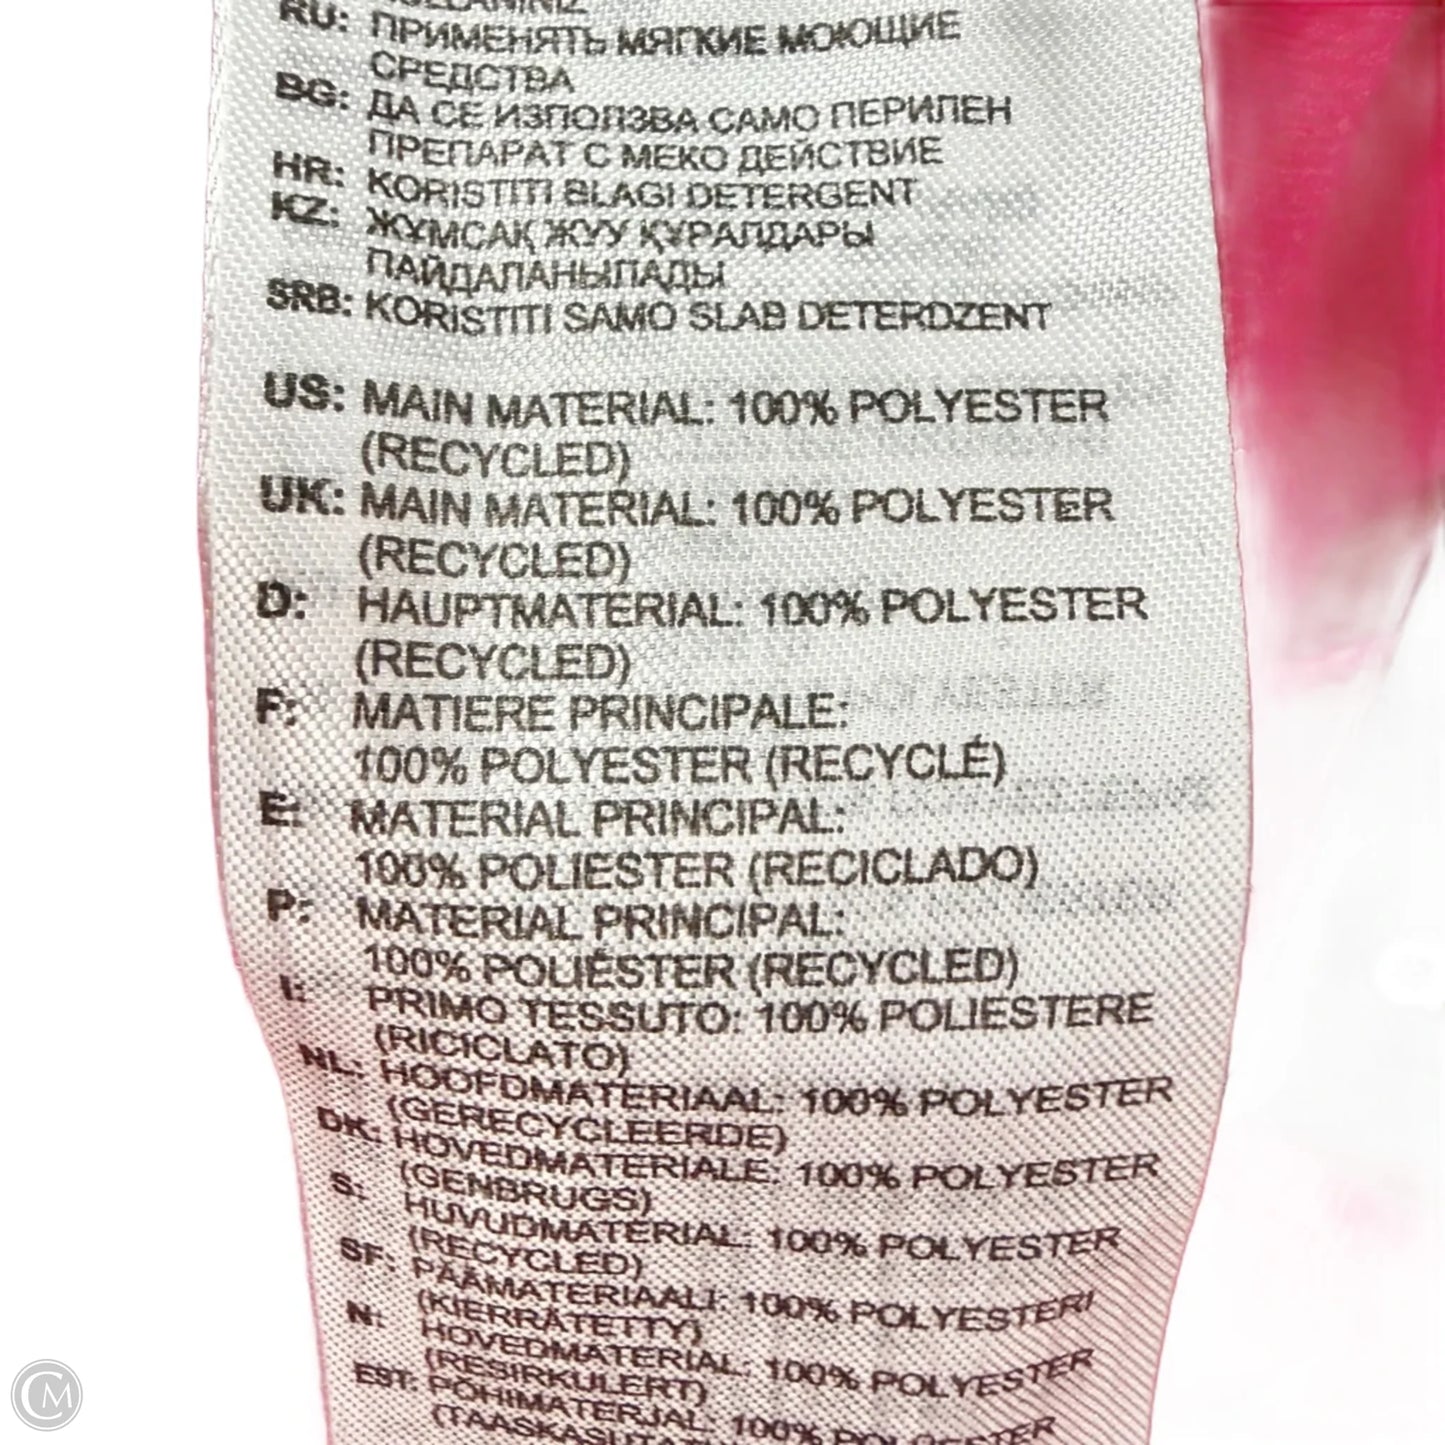 RU: ПРИМЕНЯТЬ МЯГКИЕ МОЮЩИЕ
СРЕДСТВА
BG: ДА СЕ ИЗПОЛЗВА САМО ПЕРИЛЕН
ПРЕПАРАТ С МЕКО ДЕЙСТВИЕ
HR: KORISTITI BLAGI DETERGENT
KZ: ЖҰМСАҚ ЖУУ ҚҰРАЛДАРЫ
ПАЙДАЛАНЫЛАДЫ
SRB: KORISTITI SAMO SLAB DETERDZENT
US: MAIN MATERIAL: 100% POLYESTER
(RECYCLED)
UK: MAIN MATERIAL: 100% POLYESTER
(RECYCLED)
D: HAUPTMATERIAL: 100% POLYESTER
(RECYCLED)
F: MATIERE PRINCIPALE:
100% POLYESTER (RECYCLÉ)
E: MATERIAL PRINCIPAL:
100% POLIESTER (RECICLADO)
P: MATERIAL PRINCIPAL:
100% POLIÉSTER (RECYCLED)
I: PRIMO TESSUTO: 100% POLIESTERE
(RICICLATO)
NL: HOOFDMATERIAAL: 100% POLYESTER
(GERECYCLEERDE)
DK: HOVEDMATERIALE: 100% POLYESTER
(GENBRUGS)
S: HUVUDMATERIAL: 100% POLYESTER
(RECYCLED)
SF: PÄÄMATERIAALI: 100% POLYESTERI
(KIERRÄTETTY)
N: HOVEDMATERIAL: 100% POLYESTER
(RESIRKULERT)
EST: PÕHIMATERJAL: 100% POLÜESTER
CM